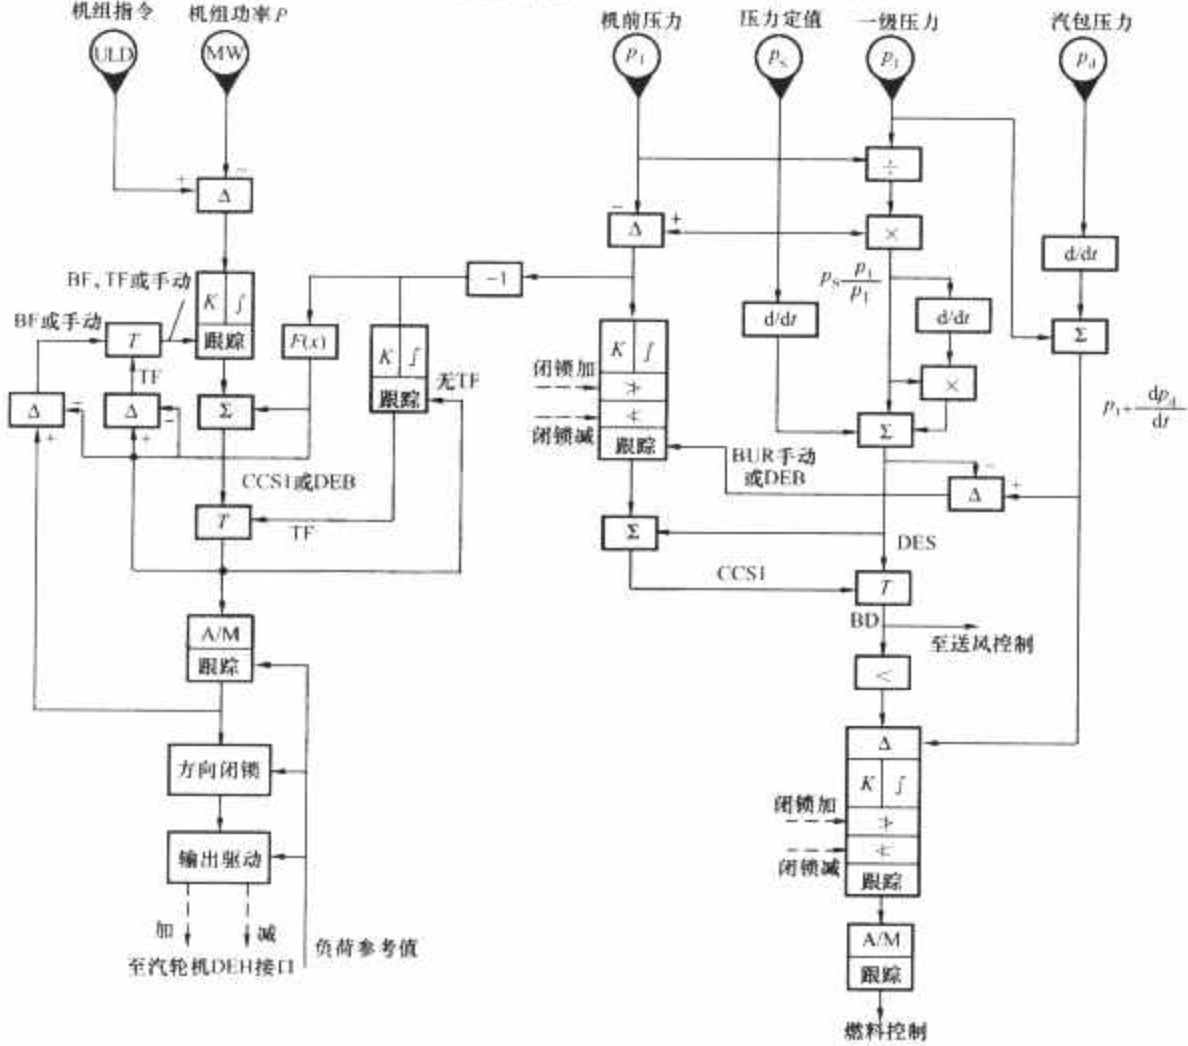 机组指令
机组功率P
机前压力
压力定值
一级压力
汽包压力
ULD
MW
p_T
p_S
p_1
p_d
+
−
Δ
÷
−
Δ
+
×
d/dt
BF、TF或手动
K ∫
跟踪
−1
p_S p_1/p_T
BF或手动
T
F(x)
K ∫
跟踪
K ∫
d/dt
d/dt
Σ
TF
无TF
闭锁加
≯
×
Δ
−
Δ
−
Σ
≮
p_1+dp_d/dt
+
+
闭锁减
跟踪
Σ
CCS1或DEB
BUR手动
或DEB
−
Δ
+
T
TF
Σ
DES
CCS1
T
A/M
跟踪
BD
至送风控制
<
方向闭锁
Δ
K ∫
闭锁加
≯
输出驱动
≮
闭锁减
跟踪
加
减
负荷参考值
至汽轮机DEH接口
A/M
跟踪
燃料控制